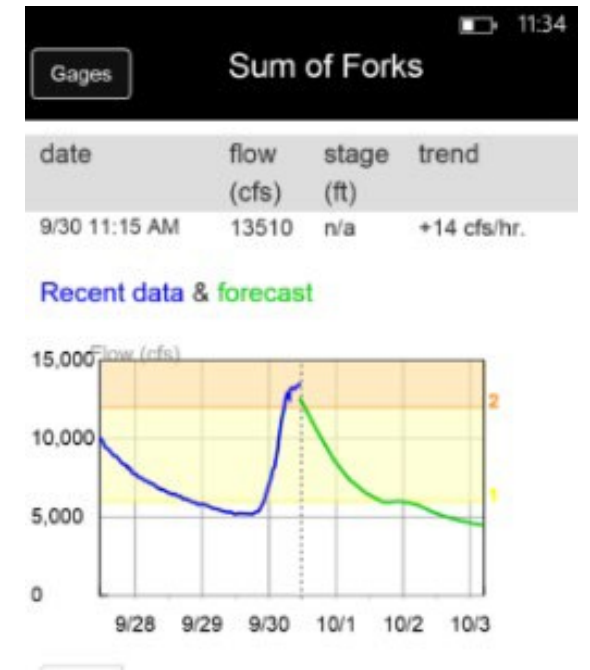 11:34
Gages
Sum of Forks
date flow stage trend
(cfs) (ft)
9/30 11:15 AM 13510 n/a +14 cfs/hr.
Recent data & forecast
Flow (cfs)
15,000
2
10,000
1
5,000
0
9/28 9/29 9/30 10/1 10/2 10/3